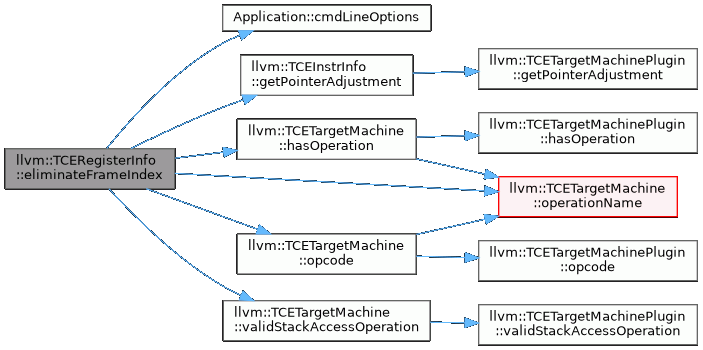 Application::cmdLineOptions
llvm::TCEInstrInfo
::getPointerAdjustment
llvm::TCETargetMachinePlugin
::getPointerAdjustment
llvm::TCETargetMachine
::hasOperation
llvm::TCETargetMachinePlugin
::hasOperation
llvm::TCERegisterInfo
::eliminateFrameIndex
llvm::TCETargetMachine
::operationName
llvm::TCETargetMachine
::opcode
llvm::TCETargetMachinePlugin
::opcode
llvm::TCETargetMachine
::validStackAccessOperation
llvm::TCETargetMachinePlugin
::validStackAccessOperation